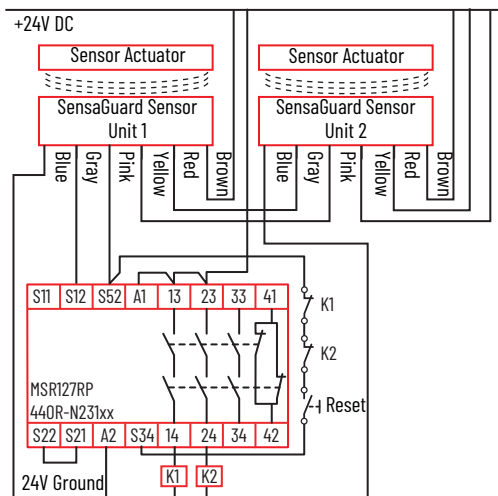 +24V DC
Sensor Actuator
Sensor Actuator
SensaGuard Sensor
Unit 1
SensaGuard Sensor
Unit 2
Blue
Gray
Pink
Yellow
Red
Brown
Blue
Gray
Pink
Yellow
Red
Brown
S11 S12 S52 A1 13 23 33 41
K1
K2
Reset
MSR127RP
440R-N231xx
S22 S21 A2 S34 14 24 34 42
24V Ground
K1 K2